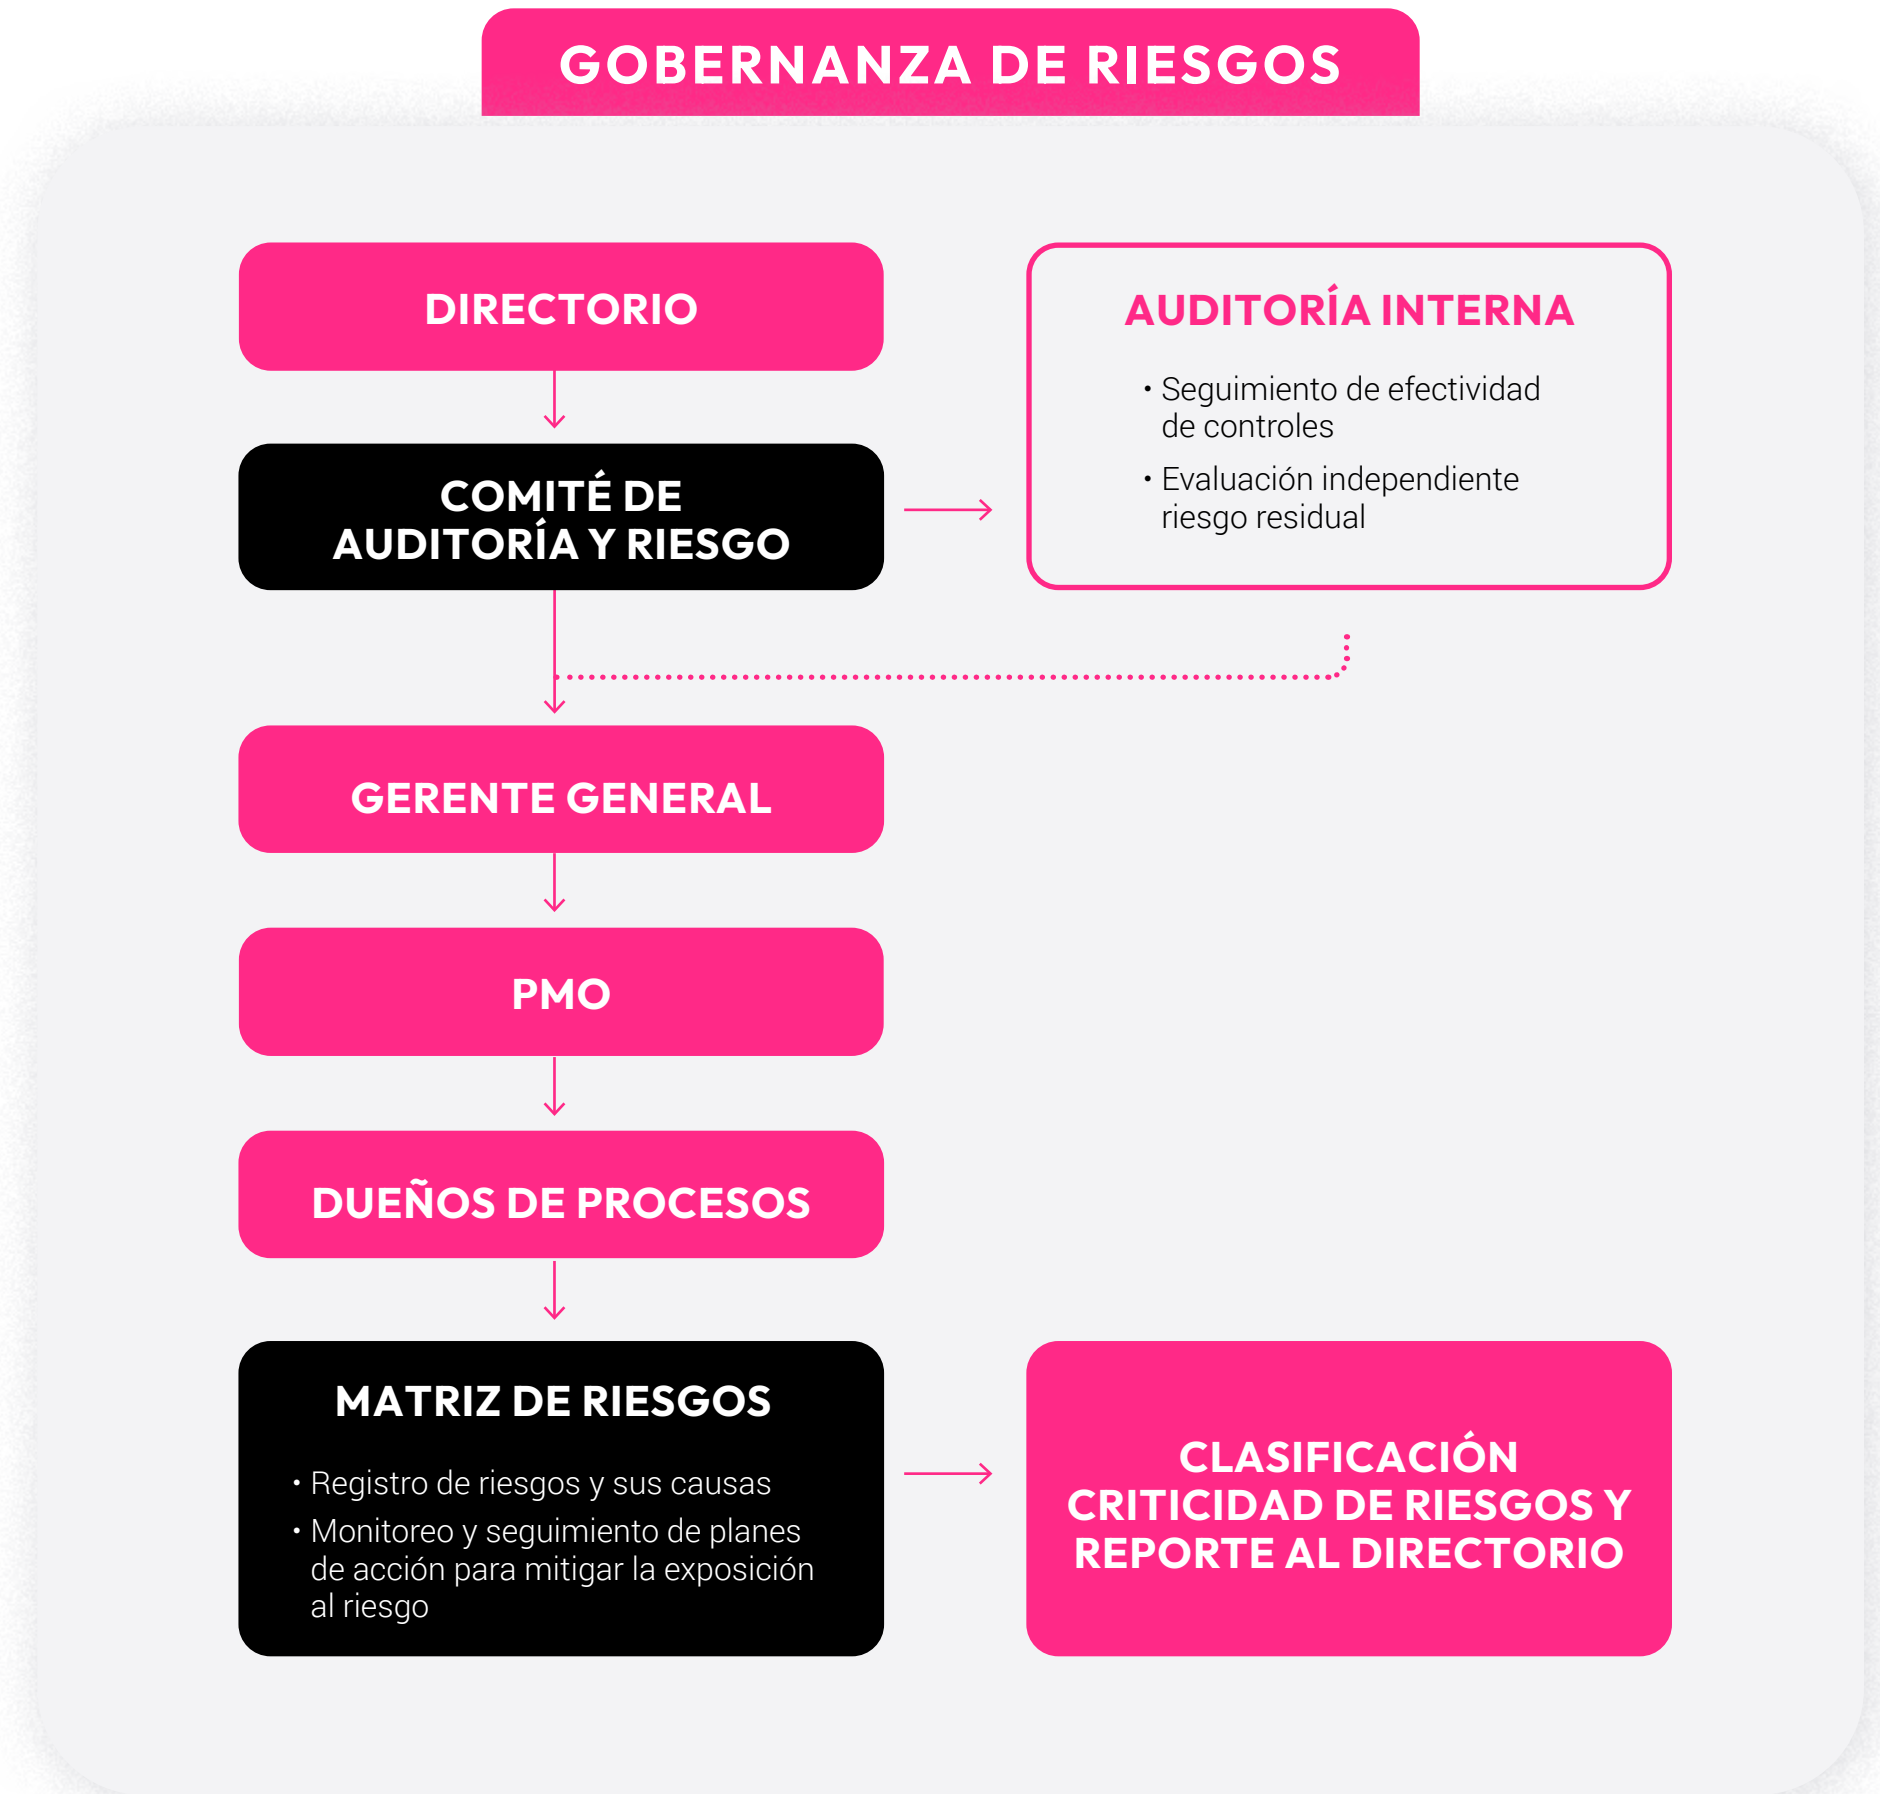 GOBERNANZA DE RIESGOS
DIRECTORIO
COMITÉ DE
AUDITORÍA Y RIESGO
AUDITORÍA INTERNA
• Seguimiento de efectividad
de controles
• Evaluación independiente
riesgo residual
GERENTE GENERAL
PMO
DUEÑOS DE PROCESOS
MATRIZ DE RIESGOS
• Registro de riesgos y sus causas
• Monitoreo y seguimiento de planes
de acción para mitigar la exposición
al riesgo
CLASIFICACIÓN
CRITICIDAD DE RIESGOS Y
REPORTE AL DIRECTORIO